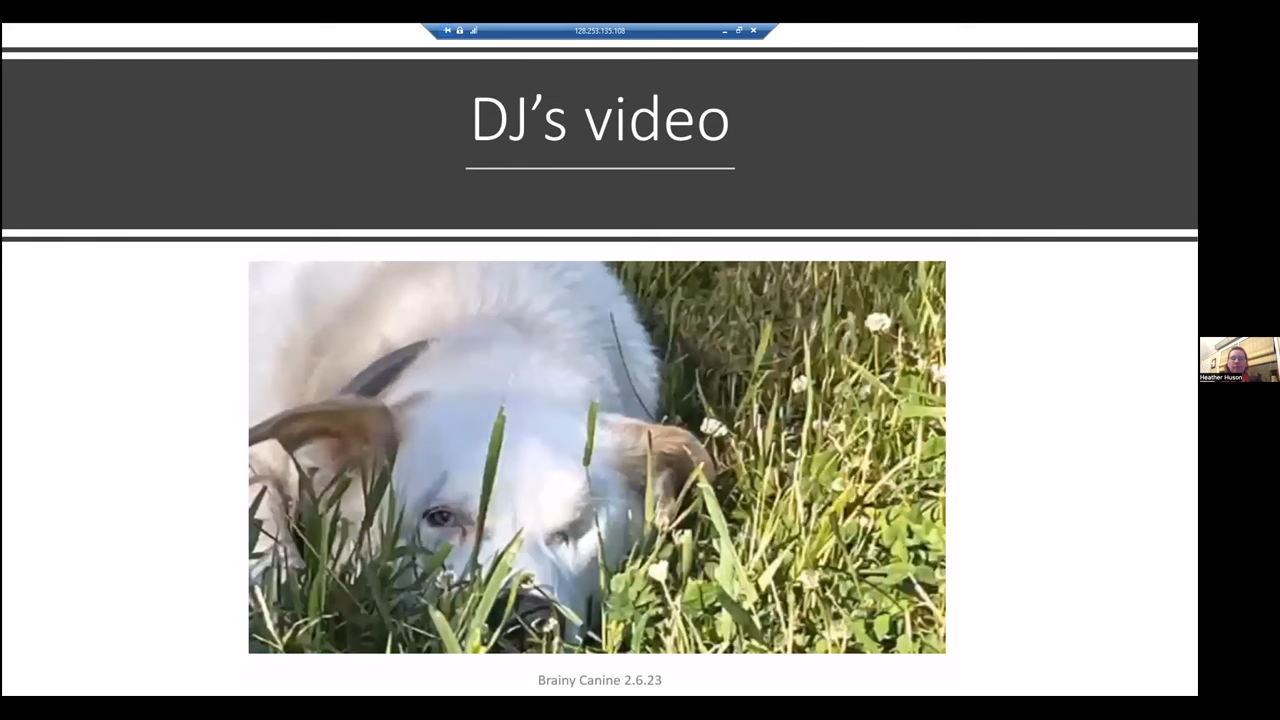 128.253.135.108
DJ’s video
Heather Huson
Brainy Canine 2.6.23